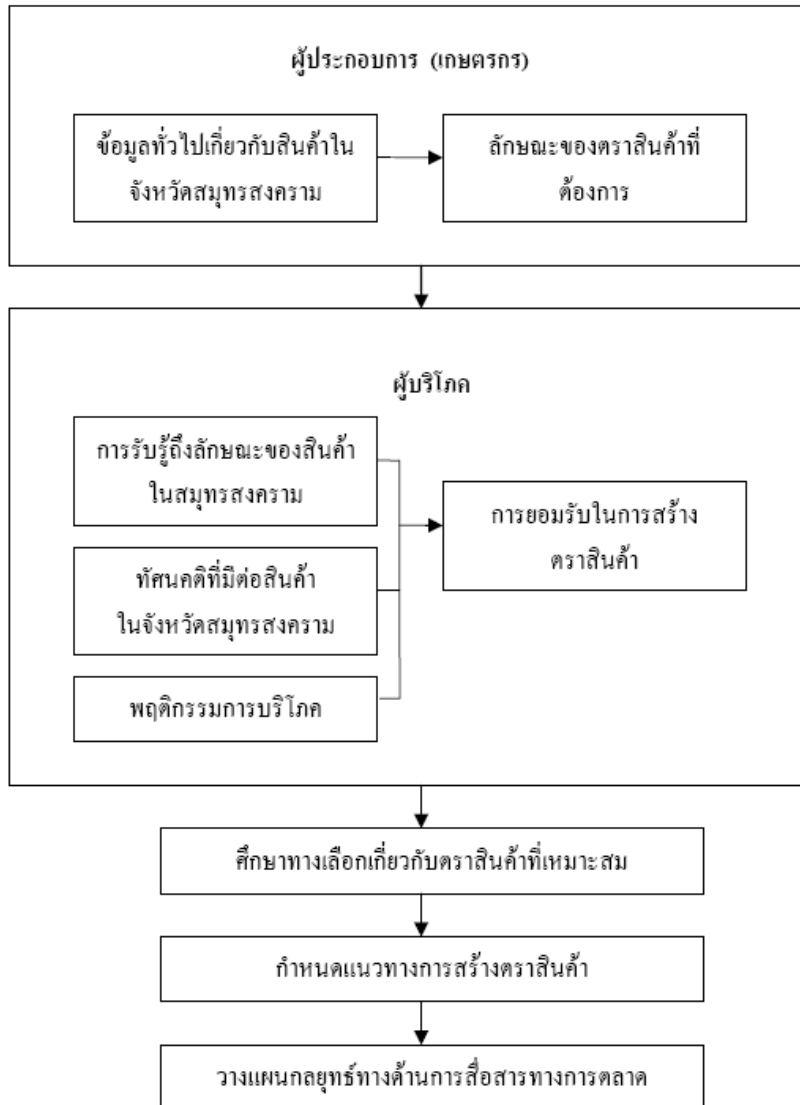 ผู้ประกอบการ (เกษตรกร)
ข้อมูลทั่วไปเกี่ยวกับสินค้าใน
จังหวัดสมุทรสงคราม
ลักษณะของตราสินค้าที่
ต้องการ
ผู้บริโภค
การรับรู้ถึงลักษณะของสินค้า
ในสมุทรสงคราม
ทัศนคติที่มีต่อสินค้า
ในจังหวัดสมุทรสงคราม
พฤติกรรมการบริโภค
การยอมรับในการสร้าง
ตราสินค้า
ศึกษาทางเลือกเกี่ยวกับตราสินค้าที่เหมาะสม
กำหนดแนวทางการสร้างตราสินค้า
วางแผนกลยุทธ์ทางด้านการสื่อสารทางการตลาด